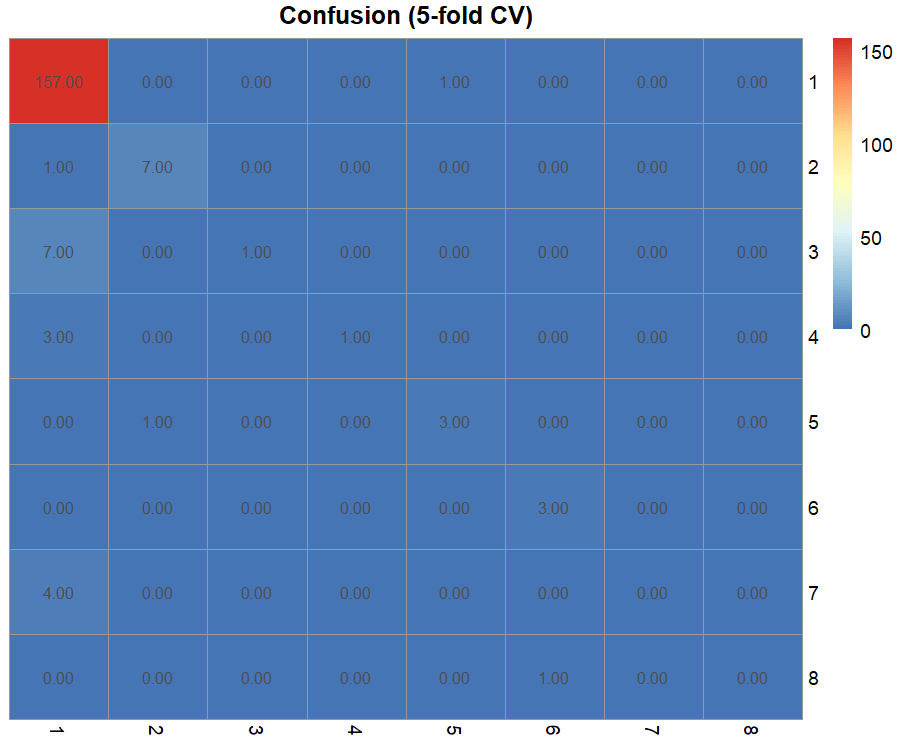 Confusion (5-fold CV)
157.00 0.00 0.00 0.00 1.00 0.00 0.00 0.00 1
1.00 7.00 0.00 0.00 0.00 0.00 0.00 0.00 2
7.00 0.00 1.00 0.00 0.00 0.00 0.00 0.00 3
3.00 0.00 0.00 1.00 0.00 0.00 0.00 0.00 4
0.00 1.00 0.00 0.00 3.00 0.00 0.00 0.00 5
0.00 0.00 0.00 0.00 0.00 3.00 0.00 0.00 6
4.00 0.00 0.00 0.00 0.00 0.00 0.00 0.00 7
0.00 0.00 0.00 0.00 0.00 1.00 0.00 0.00 8
1 2 3 4 5 6 7 8
150
100
50
0